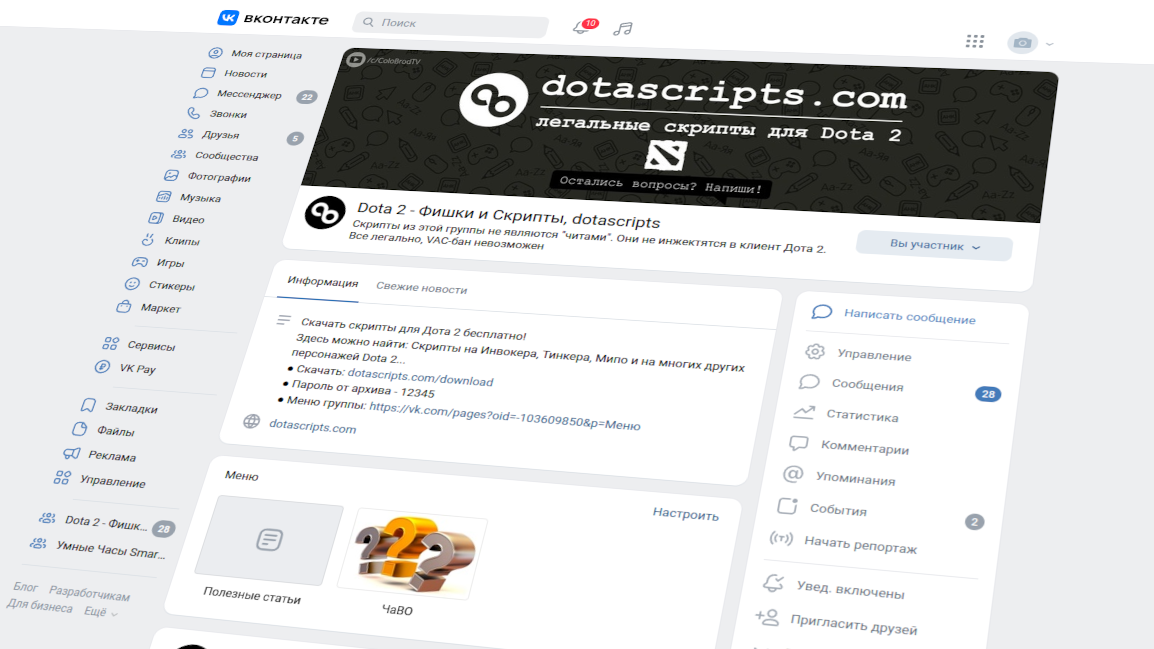 вконтакте
Поиск
10
Моя страница
Новости
Мессенджер 22
Звонки
Друзья 5
Сообщества
Фотографии
Музыка
Видео
Клипы
Игры
Стикеры
Маркет
Сервисы
VK Pay
Закладки
Файлы
Реклама
Управление
Dota 2 - Фишк... 28
Умные Часы Smar...
Блог Разработчикам
Для бизнеса Ещё
/c/ColoBrodTV
dotascripts.com
легальные скрипты для Dota 2
Остались вопросы? Напиши!
Dota 2 - Фишки и Скрипты, dotascripts
Скрипты из этой группы не являются "читами". Они не инжектятся в клиент Дота 2.
Все легально, VAC-бан невозможен
Вы участник
Информация Свежие новости
Скачать скрипты для Дота 2 бесплатно!
Здесь можно найти: Скрипты на Инвокера, Тинкера, Мипо и на многих других
персонажей Dota 2...
● Скачать: dotascripts.com/download
● Пароль от архива - 12345
● Меню группы: https://vk.com/pages?oid=-103609850&p=Меню
dotascripts.com
Меню
Настроить
Полезные статьи
ЧаВО
Написать сообщение
Управление
Сообщения 28
Статистика
Комментарии
Упоминания
События 2
Начать репортаж
Увед. включены
Пригласить друзей